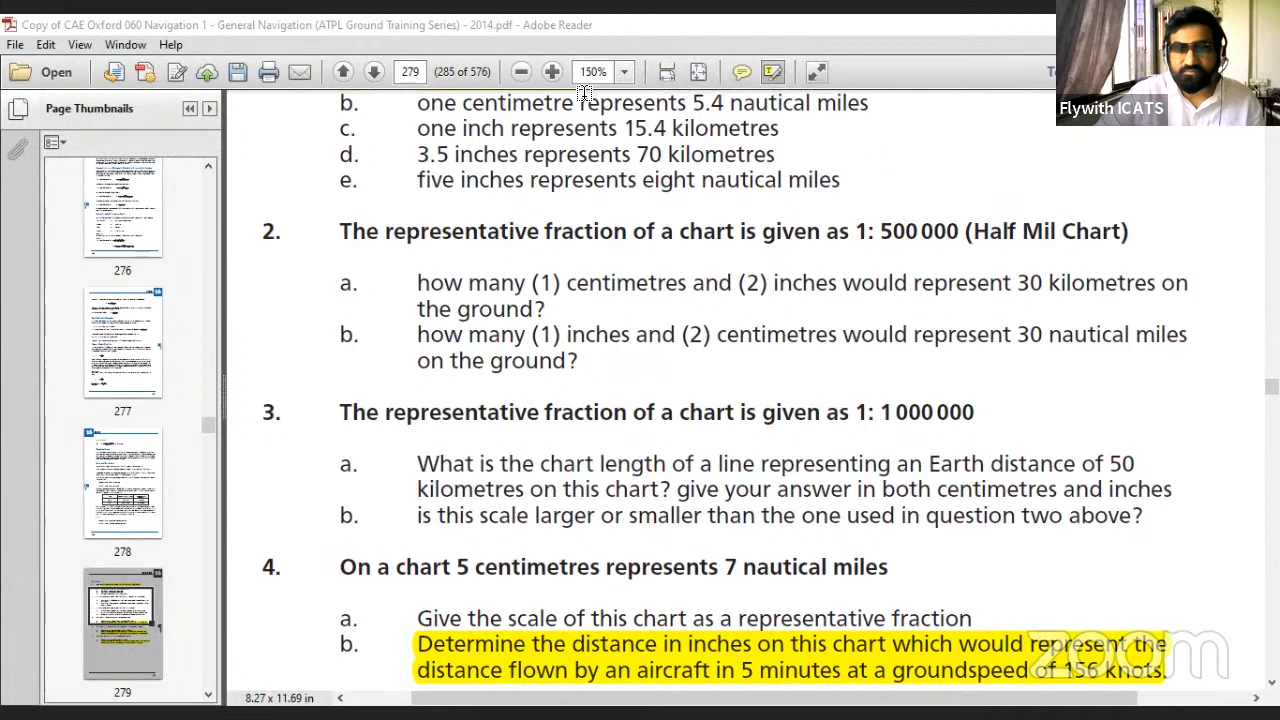 Copy of CAE Oxford 060 Navigation 1 - General Navigation (ATPL Ground Training Series) - 2014.pdf - Adobe Reader
File Edit View Window Help
Open 279 (285 of 576) 150%
Flywith ICATS
Page Thumbnails
276
277
278
279
b. one centimetre represents 5.4 nautical miles
c. one inch represents 15.4 kilometres
d. 3.5 inches represents 70 kilometres
e. five inches represents eight nautical miles
2. The representative fraction of a chart is given as 1: 500 000 (Half Mil Chart)
a. how many (1) centimetres and (2) inches would represent 30 kilometres on
the ground?
b. how many (1) inches and (2) centimetres would represent 30 nautical miles
on the ground?
3. The representative fraction of a chart is given as 1: 1 000 000
a. What is the chart length of a line representing an Earth distance of 50
kilometres on this chart? give your answer in both centimetres and inches
b. is this scale larger or smaller than the one used in question two above?
4. On a chart 5 centimetres represents 7 nautical miles
a. Give the scale of this chart as a representative fraction
b. Determine the distance in inches on this chart which would represent the
distance flown by an aircraft in 5 minutes at a groundspeed of 156 knots.
zoom
8.27 x 11.69 in